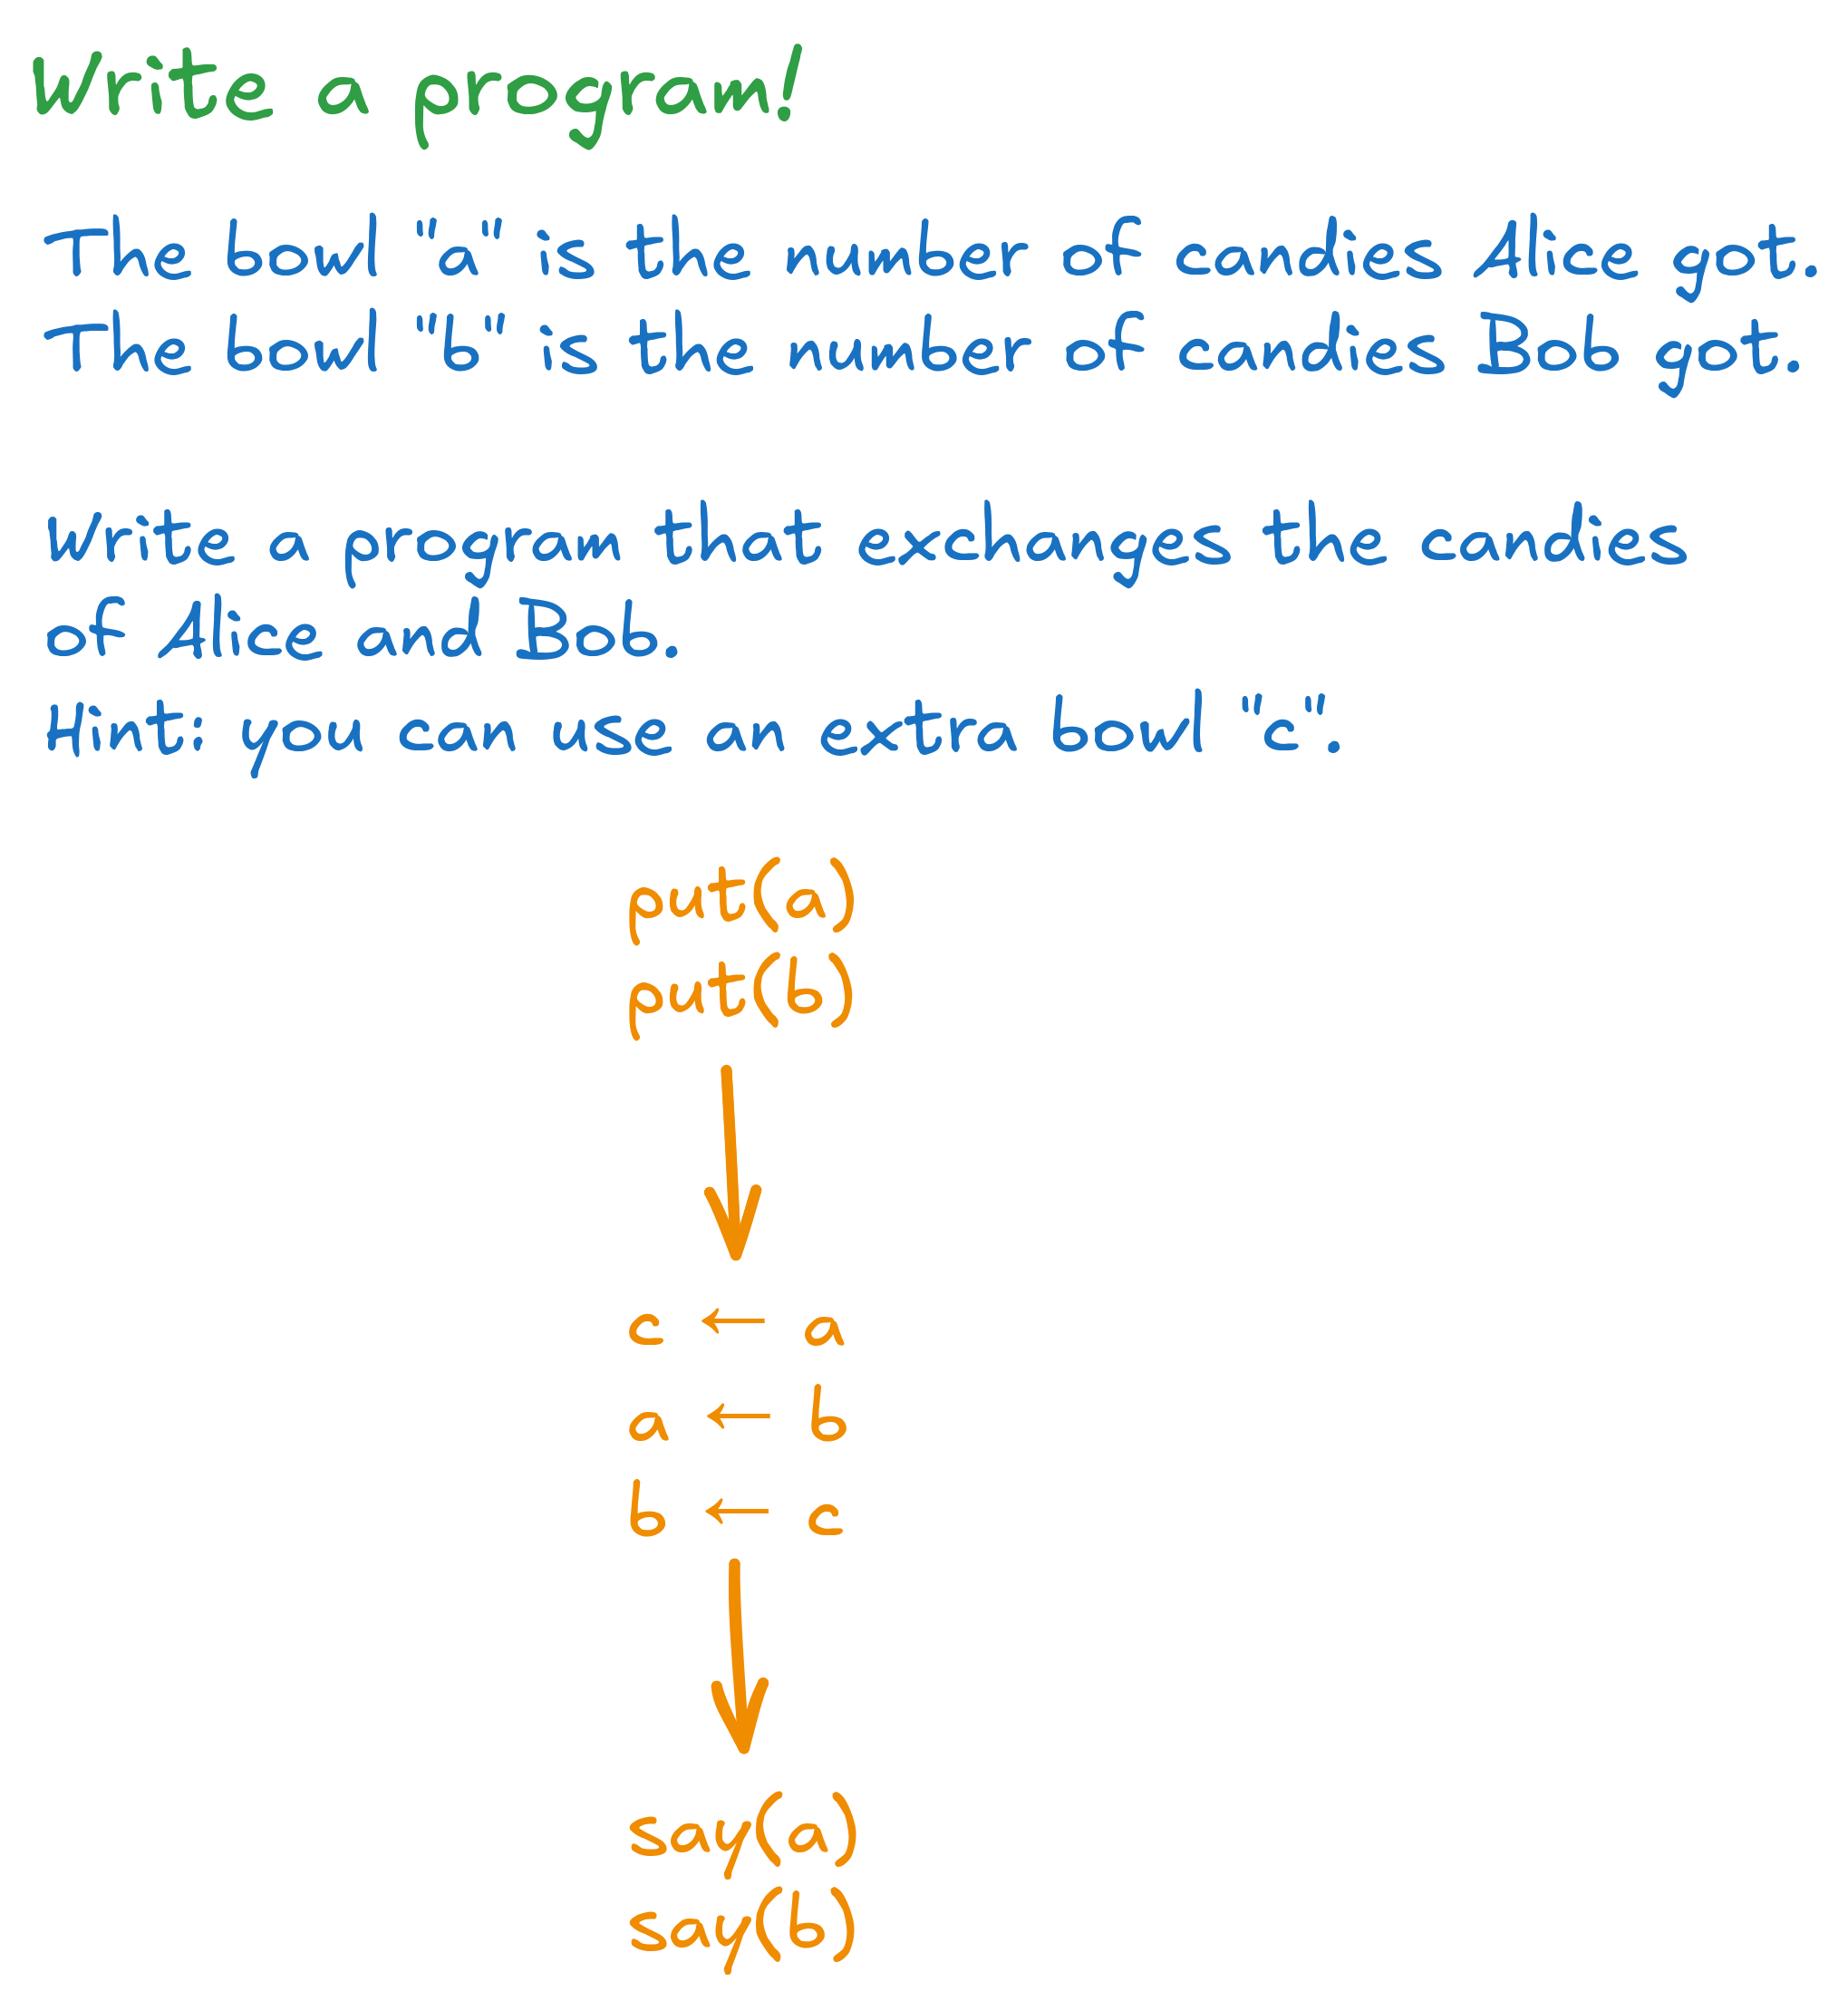 Write a program!
The bowl "a" is the number of candies Alice got.
The bowl "b" is the number of candies Bob got.
Write a program that exchanges the candies
of Alice and Bob.
Hint: you can use an extra bowl "c".
put(a)
put(b)
c ← a
a ← b
b ← c
say(a)
say(b)